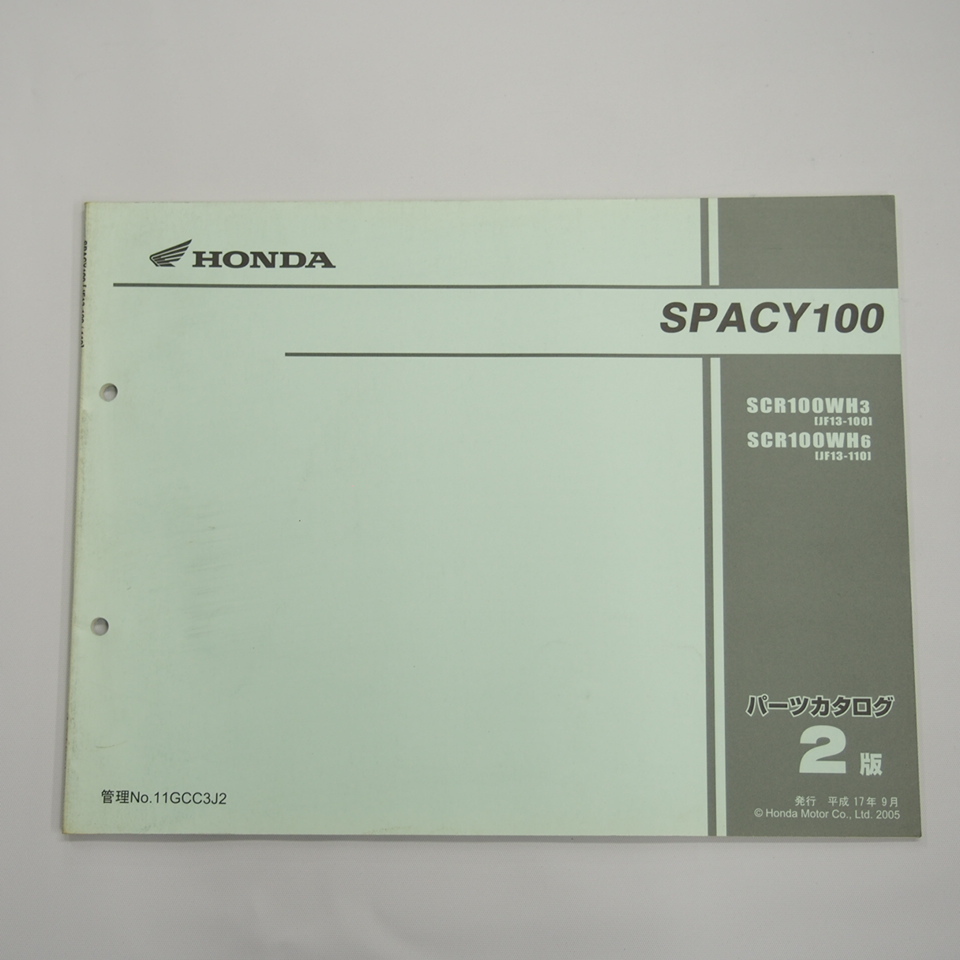 HONDA
SPACY100
SCR100WH3
[JF13-100]
SCR100WH6
[JF13-110]
パーツカタログ
2版
発行 平成 17年 9月
© Honda Motor Co., Ltd. 2005
管理No.11GCC3J2